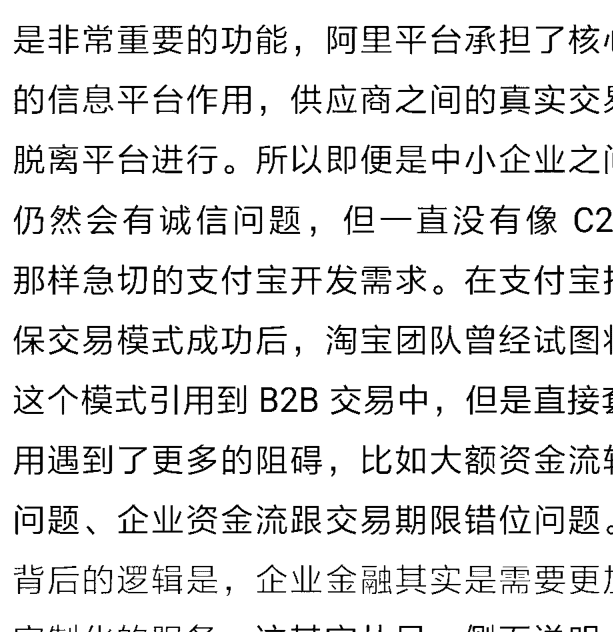 是非常重要的功能，阿里平台承担了核心
的信息平台作用，供应商之间的真实交易
脱离平台进行。所以即便是中小企业之间
仍然会有诚信问题，但一直没有像 C2
那样急切的支付宝开发需求。在支付宝担
保交易模式成功后，淘宝团队曾经试图将
这个模式引用到 B2B 交易中，但是直接套
用遇到了更多的阻碍，比如大额资金流转
问题、企业资金流跟交易期限错位问题。
背后的逻辑是，企业金融其实是需要更加